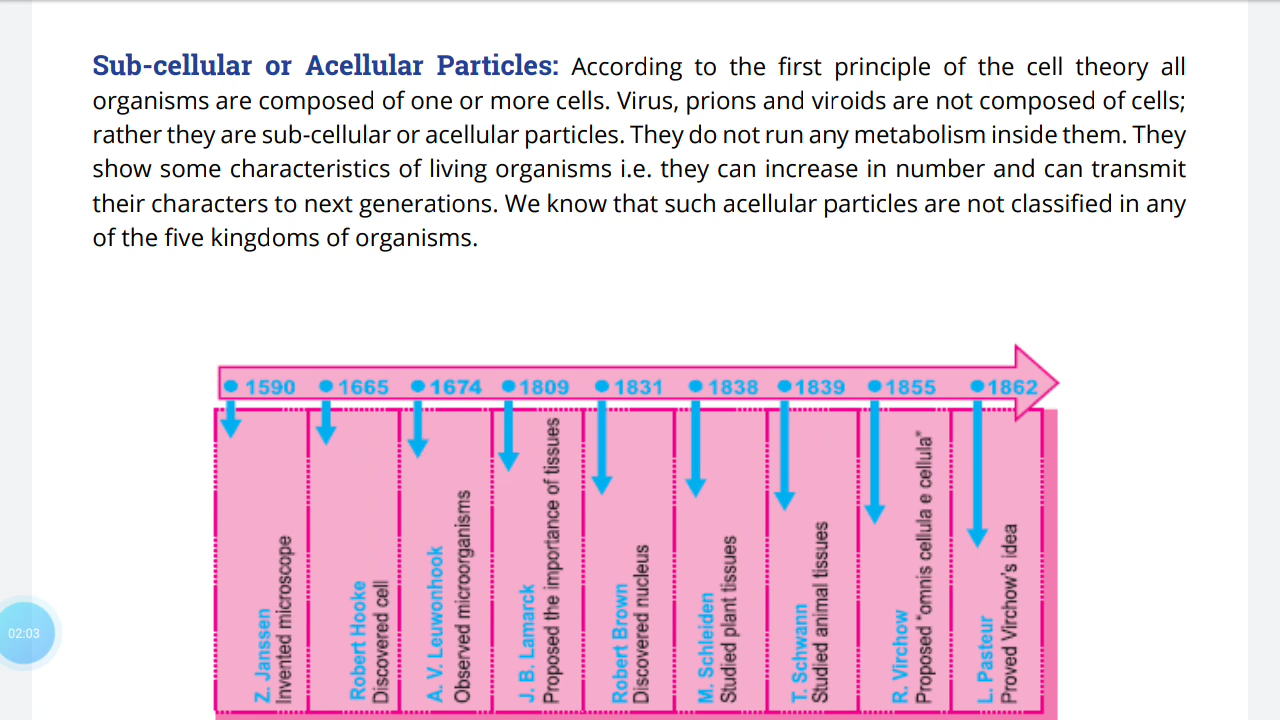 Sub-cellular or Acellular Particles: According to the first principle of the cell theory all
organisms are composed of one or more cells. Virus, prions and viroids are not composed of cells;
rather they are sub-cellular or acellular particles. They do not run any metabolism inside them. They
show some characteristics of living organisms i.e. they can increase in number and can transmit
their characters to next generations. We know that such acellular particles are not classified in any
of the five kingdoms of organisms.
1590
1665
1674
1809
1831
1838
1839
1855
1862
Z. Janssen
Invented microscope
Robert Hooke
Discovered cell
A. V. Leuwonhook
Observed microorganisms
J. B. Lamarck
Proposed the importance of tissues
Robert Brown
Discovered nucleus
M. Schleiden
Studied plant tissues
T. Schwann
Studied animal tissues
R. Virchow
Proposed "omnis cellula e cellula"
L. Pasteur
Proved Virchow's idea
02:03